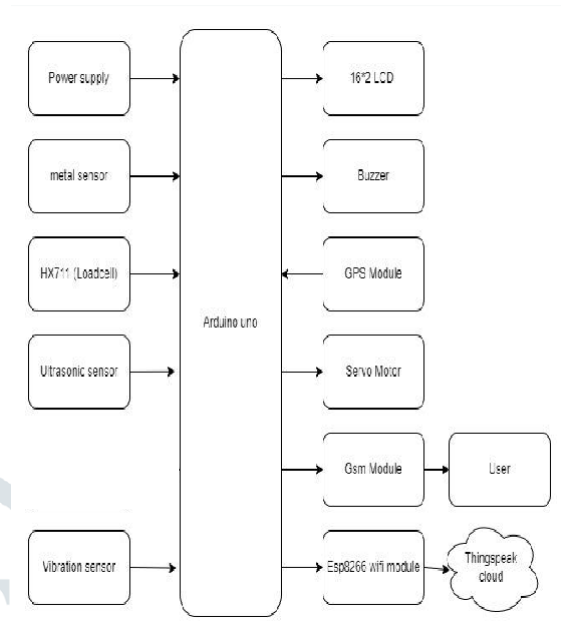 Power supply
16*2 LCD
metal sensor
Buzzer
HX711 (Loadcell)
GPS Module
Arduino uno
Ultrasonic sensor
Servo Motor
Gsm Module
User
Vibration sensor
Esp8266 wifi module
Thingspeak
cloud